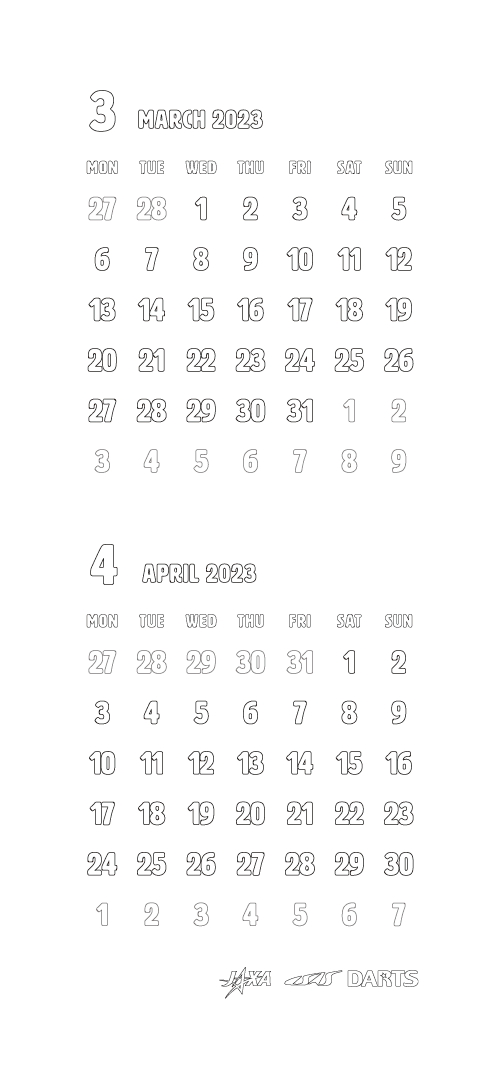 3 MARCH 2023
MON TUE WED THU FRI SAT SUN
27 28 1 2 3 4 5
6 7 8 9 10 11 12
13 14 15 16 17 18 19
20 21 22 23 24 25 26
27 28 29 30 31 1 2
3 4 5 6 7 8 9
4 APRIL 2023
MON TUE WED THU FRI SAT SUN
27 28 29 30 31 1 2
3 4 5 6 7 8 9
10 11 12 13 14 15 16
17 18 19 20 21 22 23
24 25 26 27 28 29 30
1 2 3 4 5 6 7
JAXA ISAS DARTS